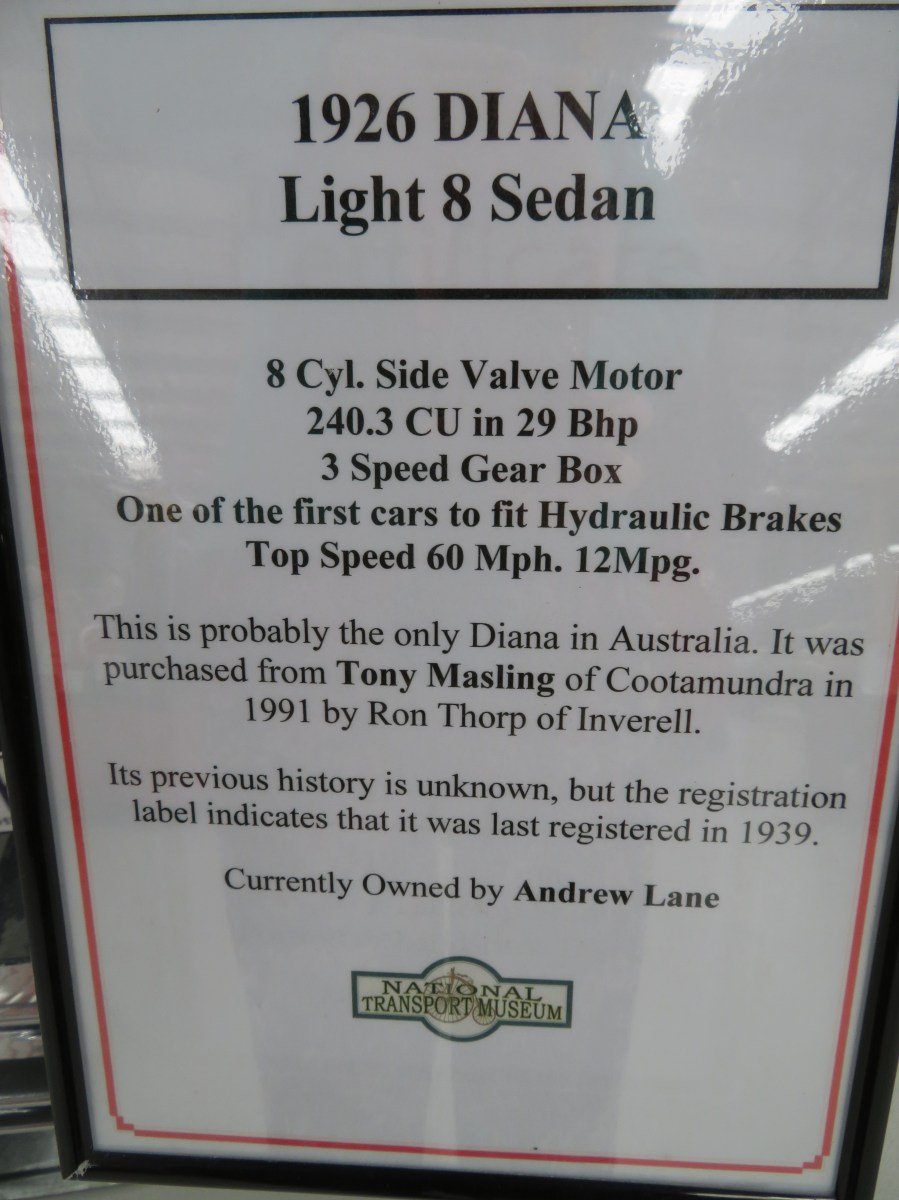 1926 DIANA
Light 8 Sedan
8 Cyl. Side Valve Motor
240.3 CU in 29 Bhp
3 Speed Gear Box
One of the first cars to fit Hydraulic Brakes
Top Speed 60 Mph. 12Mpg.
This is probably the only Diana in Australia. It was
purchased from Tony Masling of Cootamundra in
1991 by Ron Thorp of Inverell.
Its previous history is unknown, but the registration
label indicates that it was last registered in 1939.
Currently Owned by Andrew Lane
NATIONAL
TRANSPORT MUSEUM